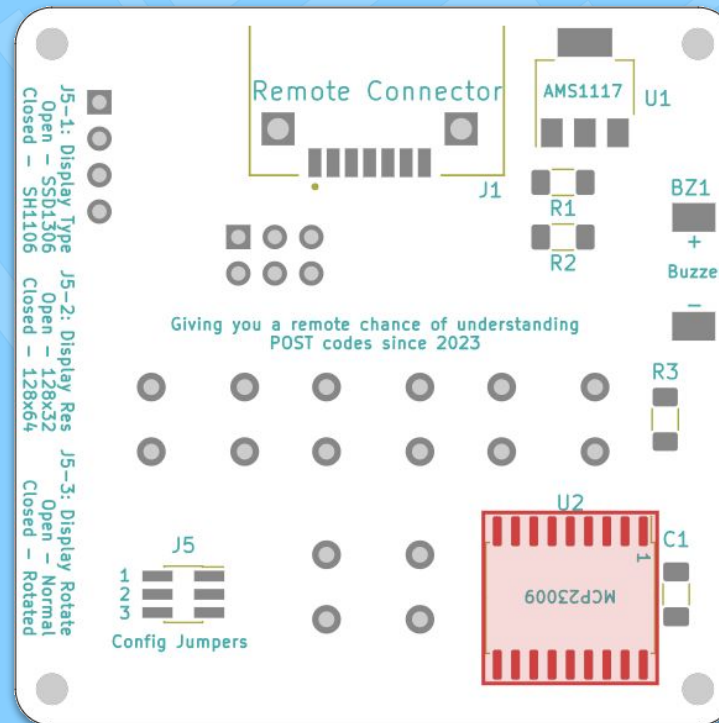 Remote Connector
AMS1117
U1
J1
R1
R2
BZ1
+
Buzze
-
Giving you a remote chance of understanding
POST codes since 2023
R3
J5-1: Display Type
Open - SSD1306
Closed - SH1106
J5-2: Display Res
Open - 128x32
Closed - 128x64
J5-3: Display Rotate
Open - Normal
Closed - Rotated
J5
1
2
3
Config Jumpers
U2
1
MCP23009
C1